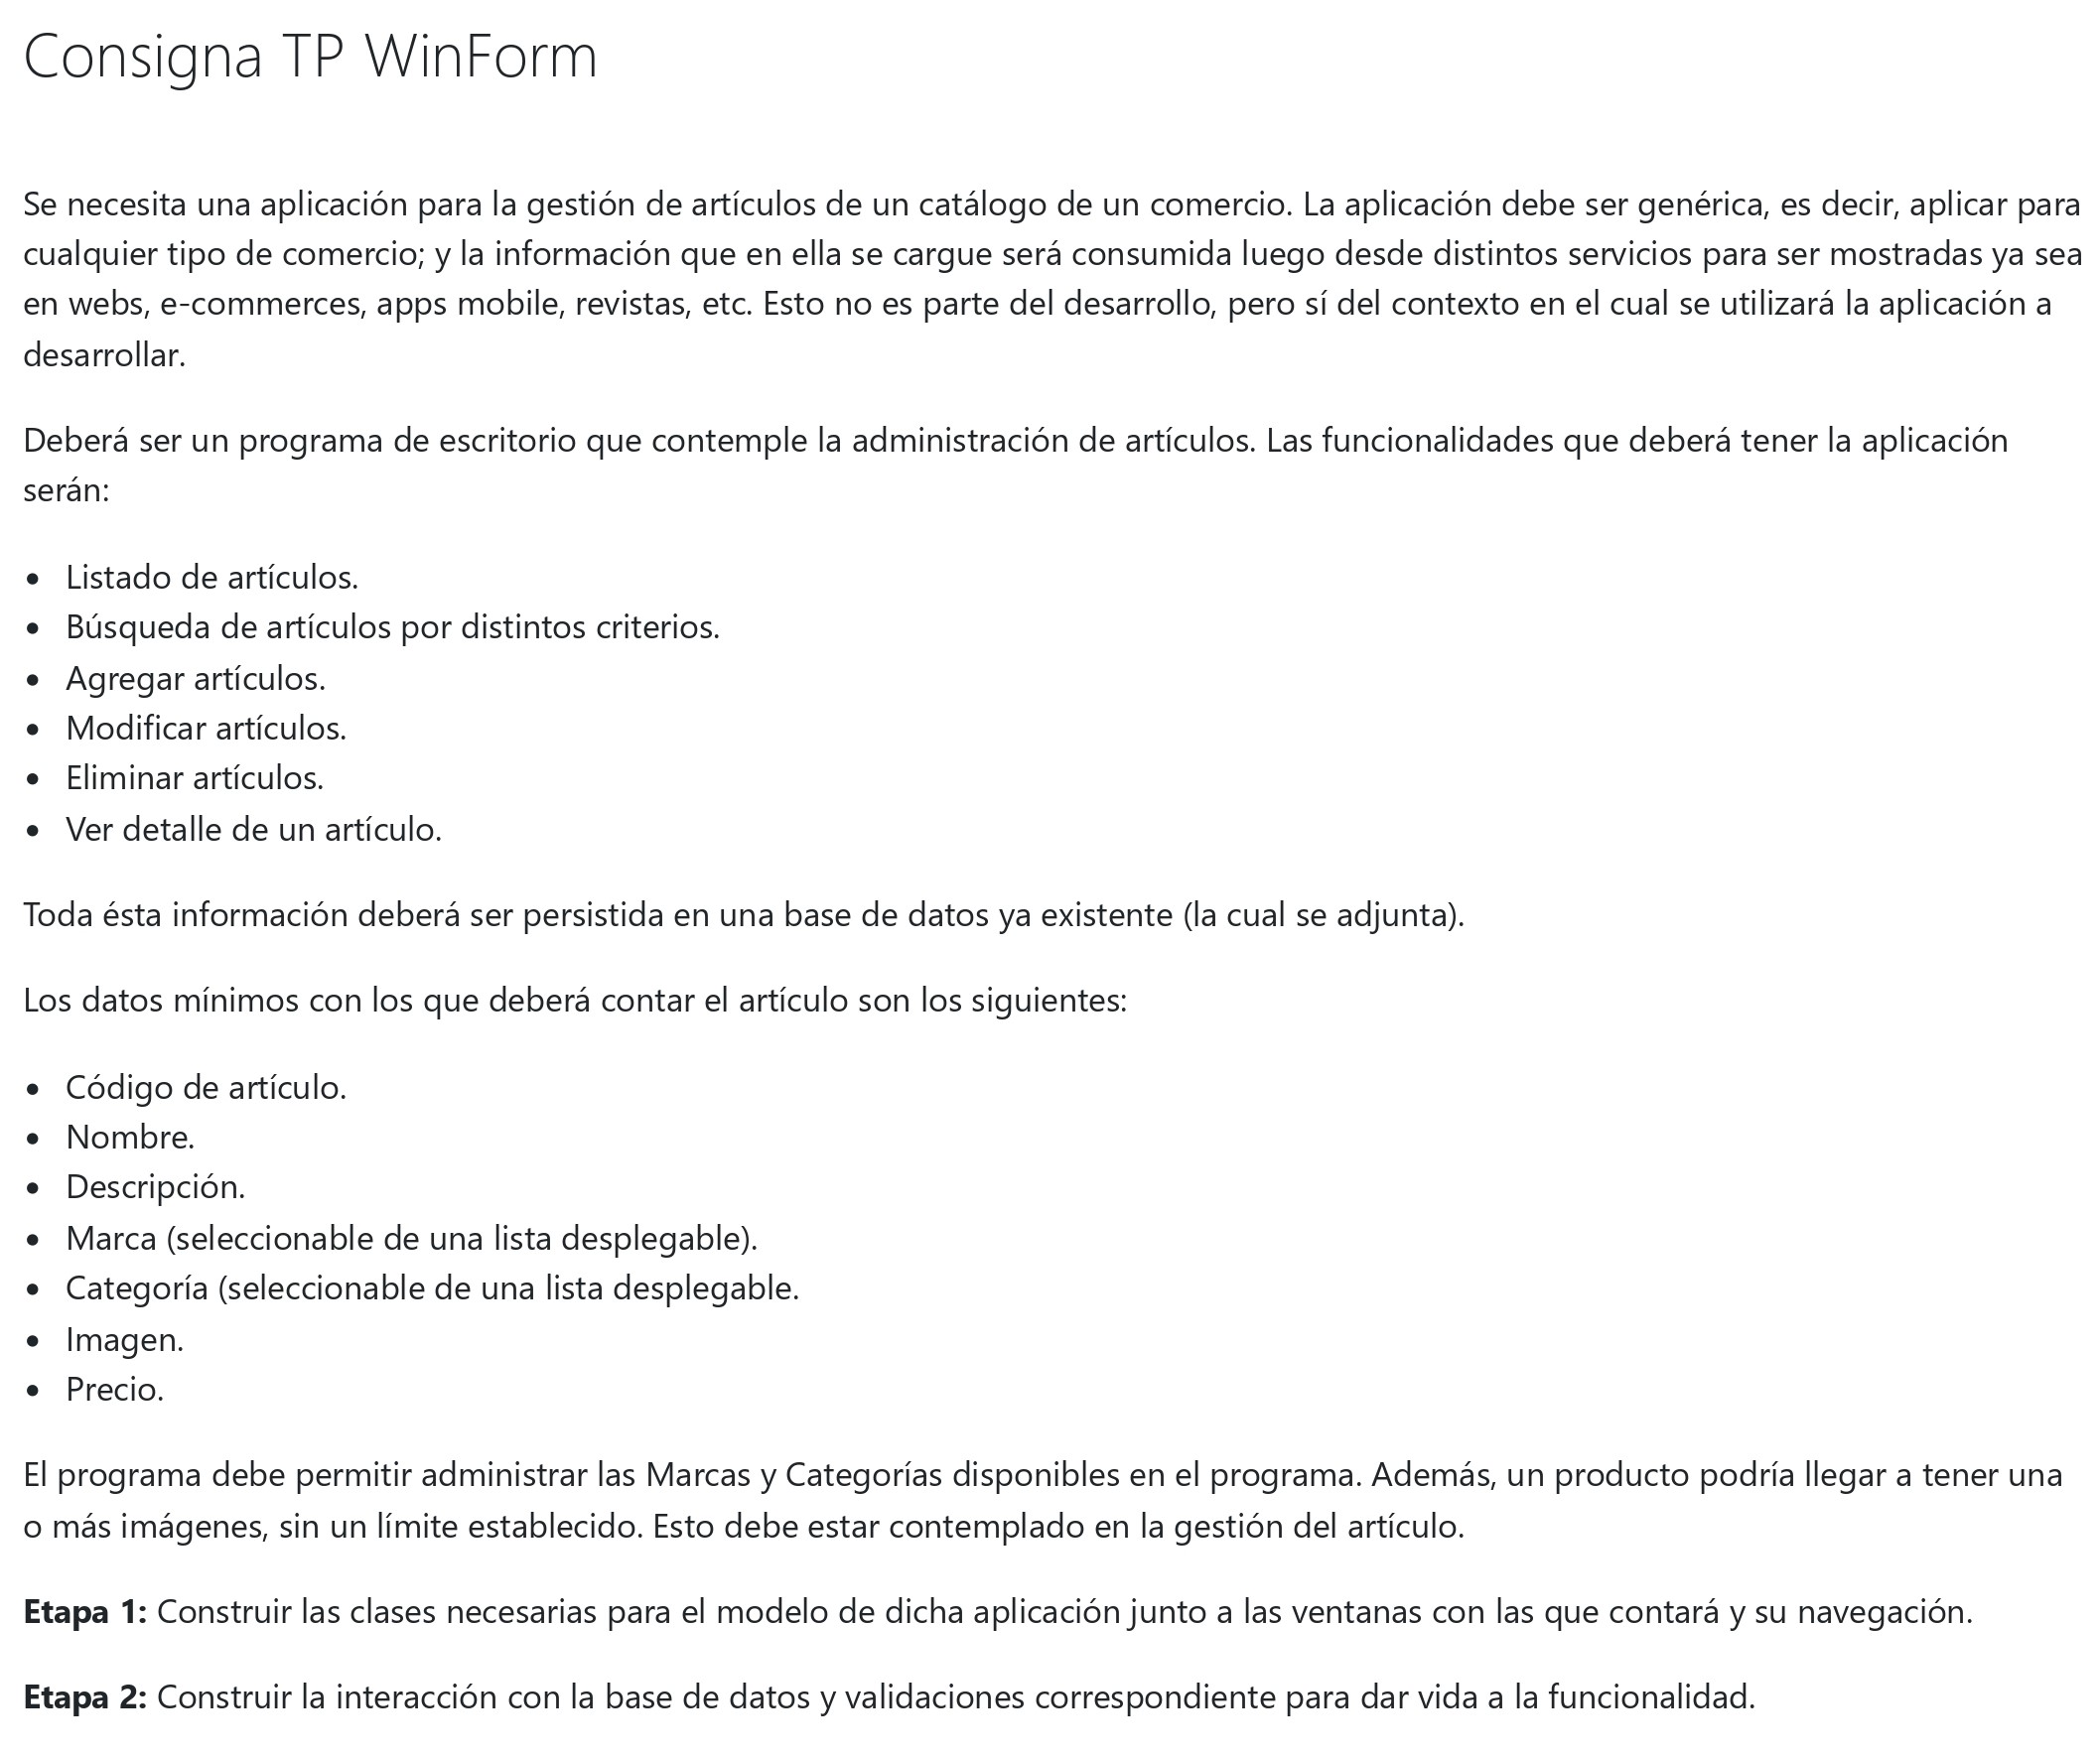 Consigna TP WinForm
Se necesita una aplicación para la gestión de artículos de un catálogo de un comercio. La aplicación debe ser genérica, es decir, aplicar para
cualquier tipo de comercio; y la información que en ella se cargue será consumida luego desde distintos servicios para ser mostradas ya sea
en webs, e-commerces, apps mobile, revistas, etc. Esto no es parte del desarrollo, pero sí del contexto en el cual se utilizará la aplicación a
desarrollar.
Deberá ser un programa de escritorio que contemple la administración de artículos. Las funcionalidades que deberá tener la aplicación
serán:
• Listado de artículos.
• Búsqueda de artículos por distintos criterios.
• Agregar artículos.
• Modificar artículos.
• Eliminar artículos.
• Ver detalle de un artículo.
Toda ésta información deberá ser persistida en una base de datos ya existente (la cual se adjunta).
Los datos mínimos con los que deberá contar el artículo son los siguientes:
• Código de artículo.
• Nombre.
• Descripción.
• Marca (seleccionable de una lista desplegable).
• Categoría (seleccionable de una lista desplegable.
• Imagen.
• Precio.
El programa debe permitir administrar las Marcas y Categorías disponibles en el programa. Además, un producto podría llegar a tener una
o más imágenes, sin un límite establecido. Esto debe estar contemplado en la gestión del artículo.
Etapa 1: Construir las clases necesarias para el modelo de dicha aplicación junto a las ventanas con las que contará y su navegación.
Etapa 2: Construir la interacción con la base de datos y validaciones correspondiente para dar vida a la funcionalidad.